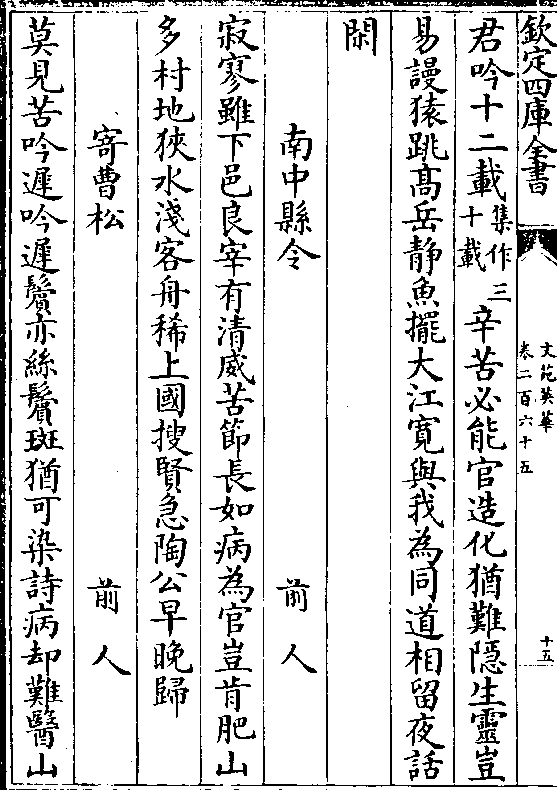 欽定四庫全書
文苑英華
卷二百六十五
十五
君吟十二載集作三十載辛苦必能官造化猶難隱生靈豈
易謾猿跳髙岳静魚擺大江寛與我為同道相留夜話
閑
南中縣令 前人
寂寥雖下邑良宰有清威苦節長如病為官豈肯肥山
多村地狹水淺客舟稀上國搜賢急陶公早晚歸
寄曹松 前人
莫見苦吟遲吟遲鬢亦絲鬢斑猶可染詩病却難醫山